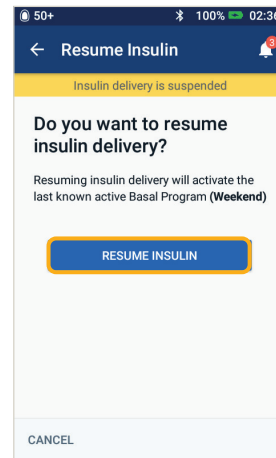 50+ 100% 02:36
Resume Insulin 3
Insulin delivery is suspended
Do you want to resume
insulin delivery?
Resuming insulin delivery will activate the
last known active Basal Program (Weekend)
RESUME INSULIN
CANCEL